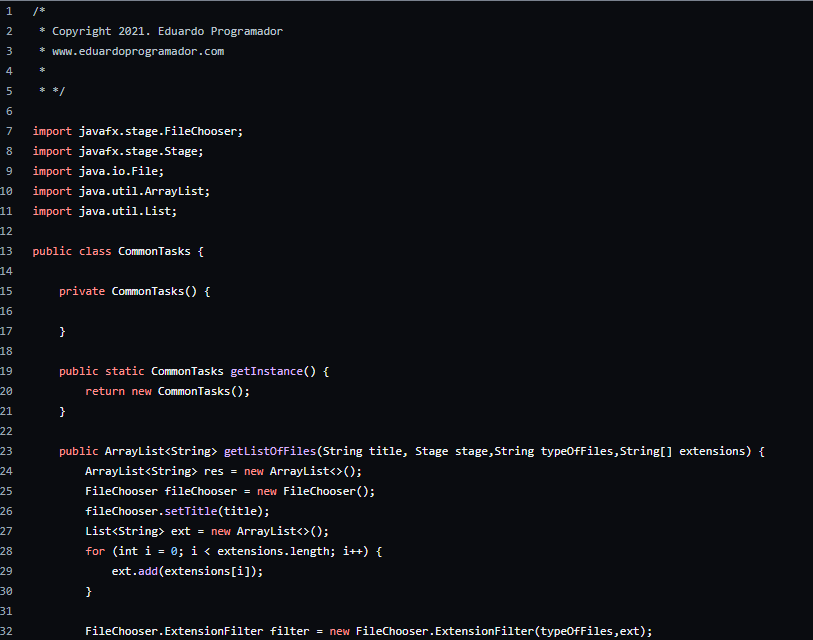 1 /*
2 * Copyright 2021. Eduardo Programador
3 * www.eduardoprogramador.com
4 *
5 * */
6
7 import javafx.stage.FileChooser;
8 import javafx.stage.Stage;
9 import java.io.File;
10 import java.util.ArrayList;
11 import java.util.List;
12
13 public class CommonTasks {
14
15 private CommonTasks() {
16
17 }
18
19 public static CommonTasks getInstance() {
20 return new CommonTasks();
21 }
22
23 public ArrayList<String> getListOfFiles(String title, Stage stage,String typeOfFiles,String[] extensions) {
24 ArrayList<String> res = new ArrayList<>();
25 FileChooser fileChooser = new FileChooser();
26 fileChooser.setTitle(title);
27 List<String> ext = new ArrayList<>();
28 for (int i = 0; i < extensions.length; i++) {
29 ext.add(extensions[i]);
30 }
31
32 FileChooser.ExtensionFilter filter = new FileChooser.ExtensionFilter(typeOfFiles,ext);